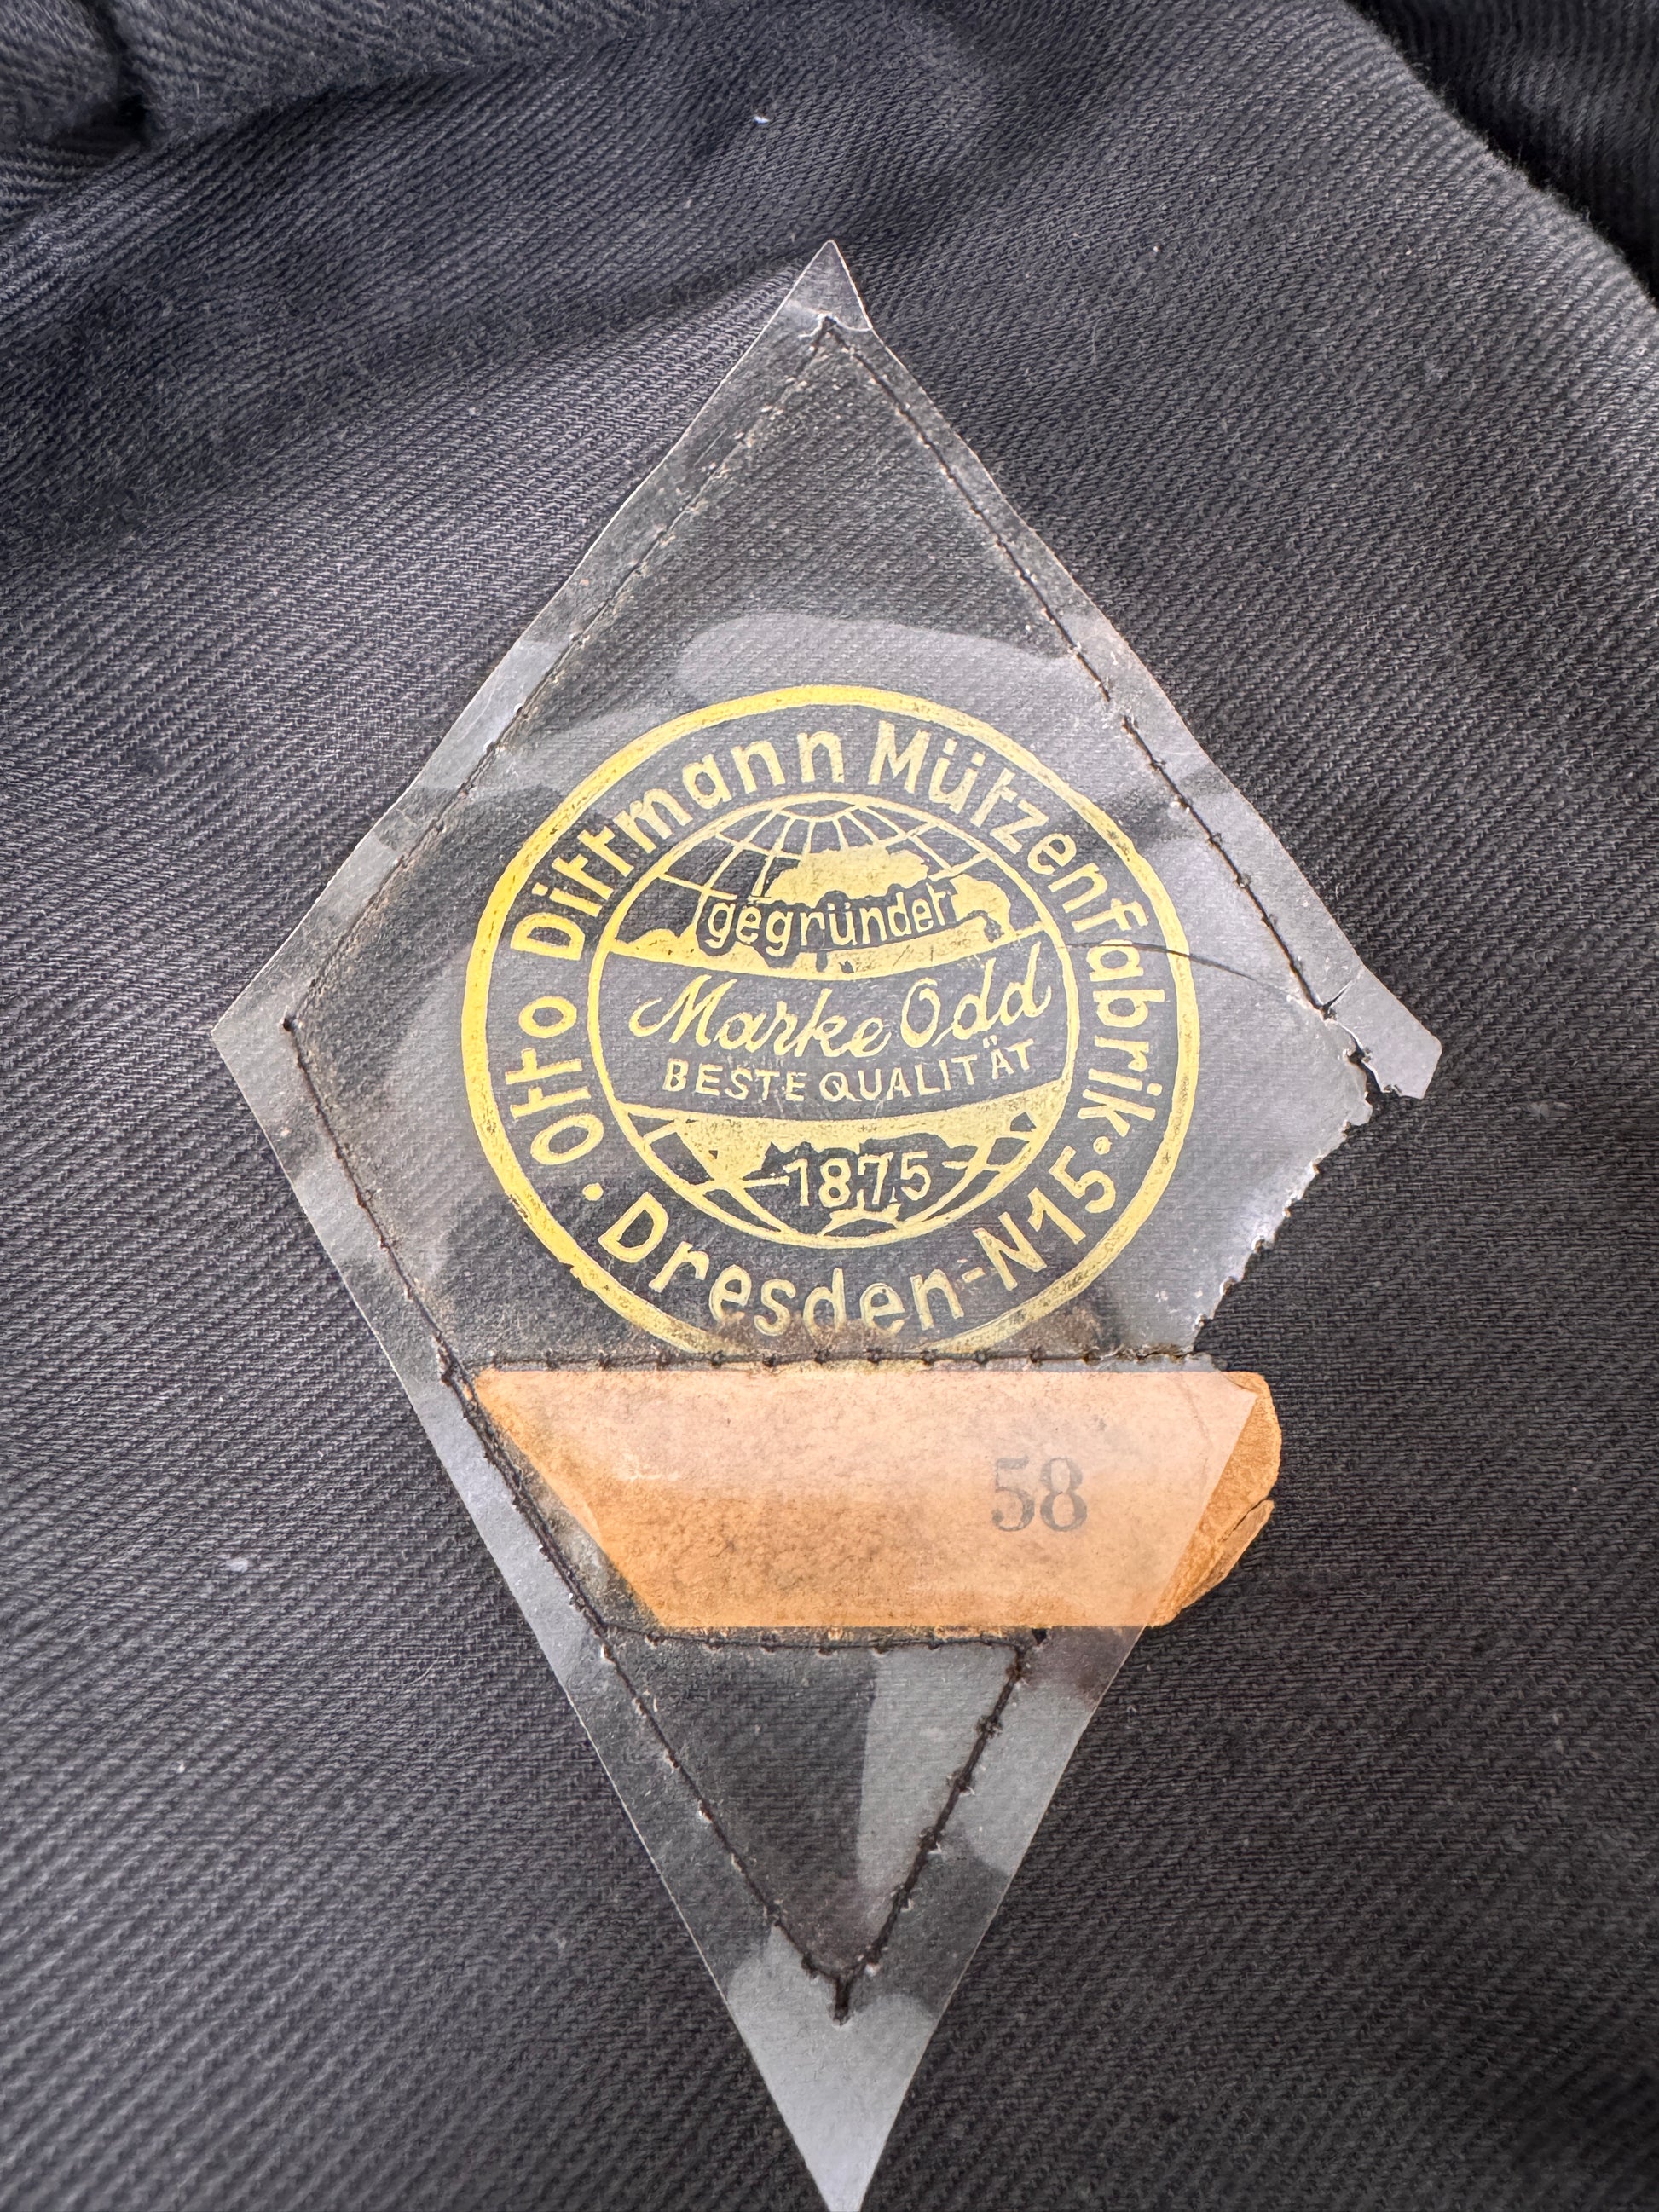 Otto Dittmann Mützenfabrik ·
gegründet
Marke Odd
BESTE QUALITÄT
1875
· Dresden-N15
58